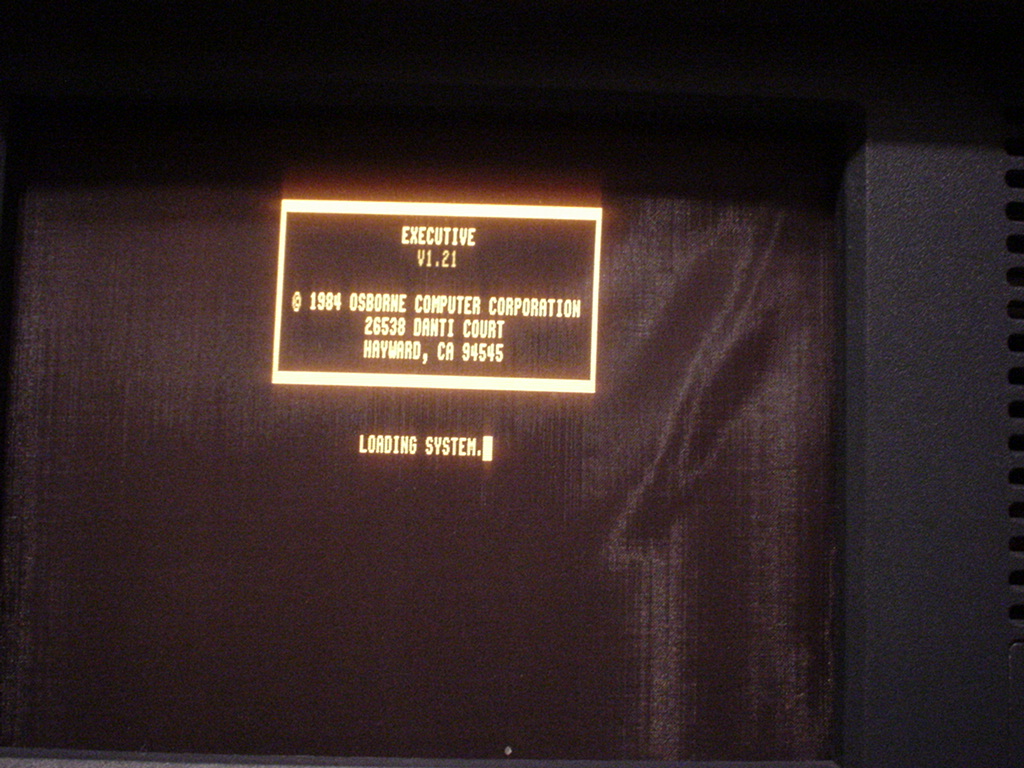 EXECUTIVE
V1.21
© 1984 OSBORNE COMPUTER CORPORATION
26538 DANTI COURT
HAYWARD, CA 94545
LOADING SYSTEM.